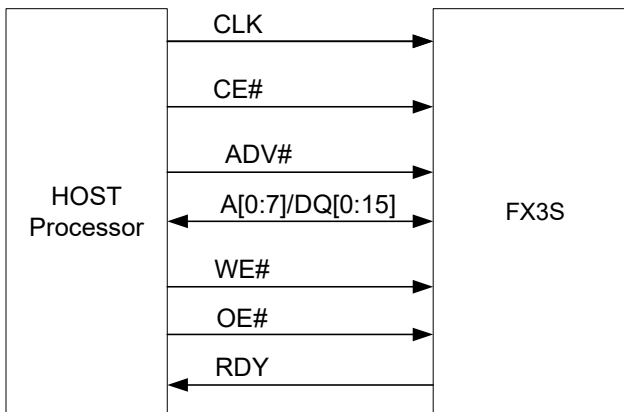 CLK
CE#
ADV#
A[0:7]/DQ[0:15]
HOST
Processor
FX3S
WE#
OE#
RDY